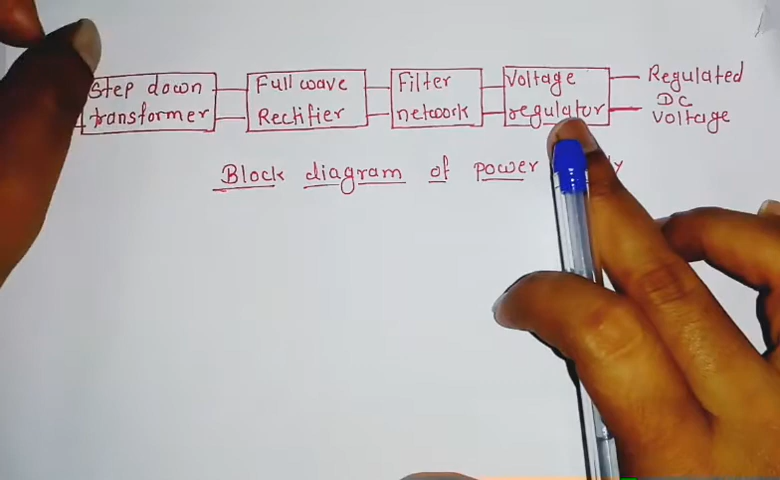 Step down
transformer
Full wave
Rectifier
Filter
network
Voltage
regulator
Regulated
DC
Voltage
Block diagram of power